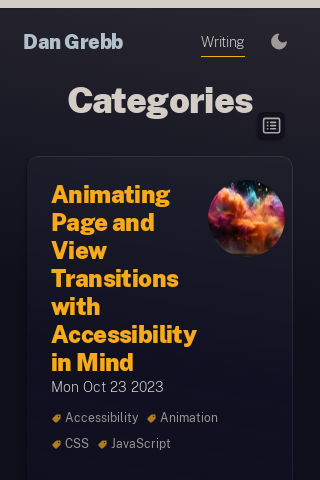 Dan Grebb
Writing
Categories
Animating
Page and
View
Transitions
with
Accessibility
in Mind
Mon Oct 23 2023
Accessibility Animation
CSS JavaScript